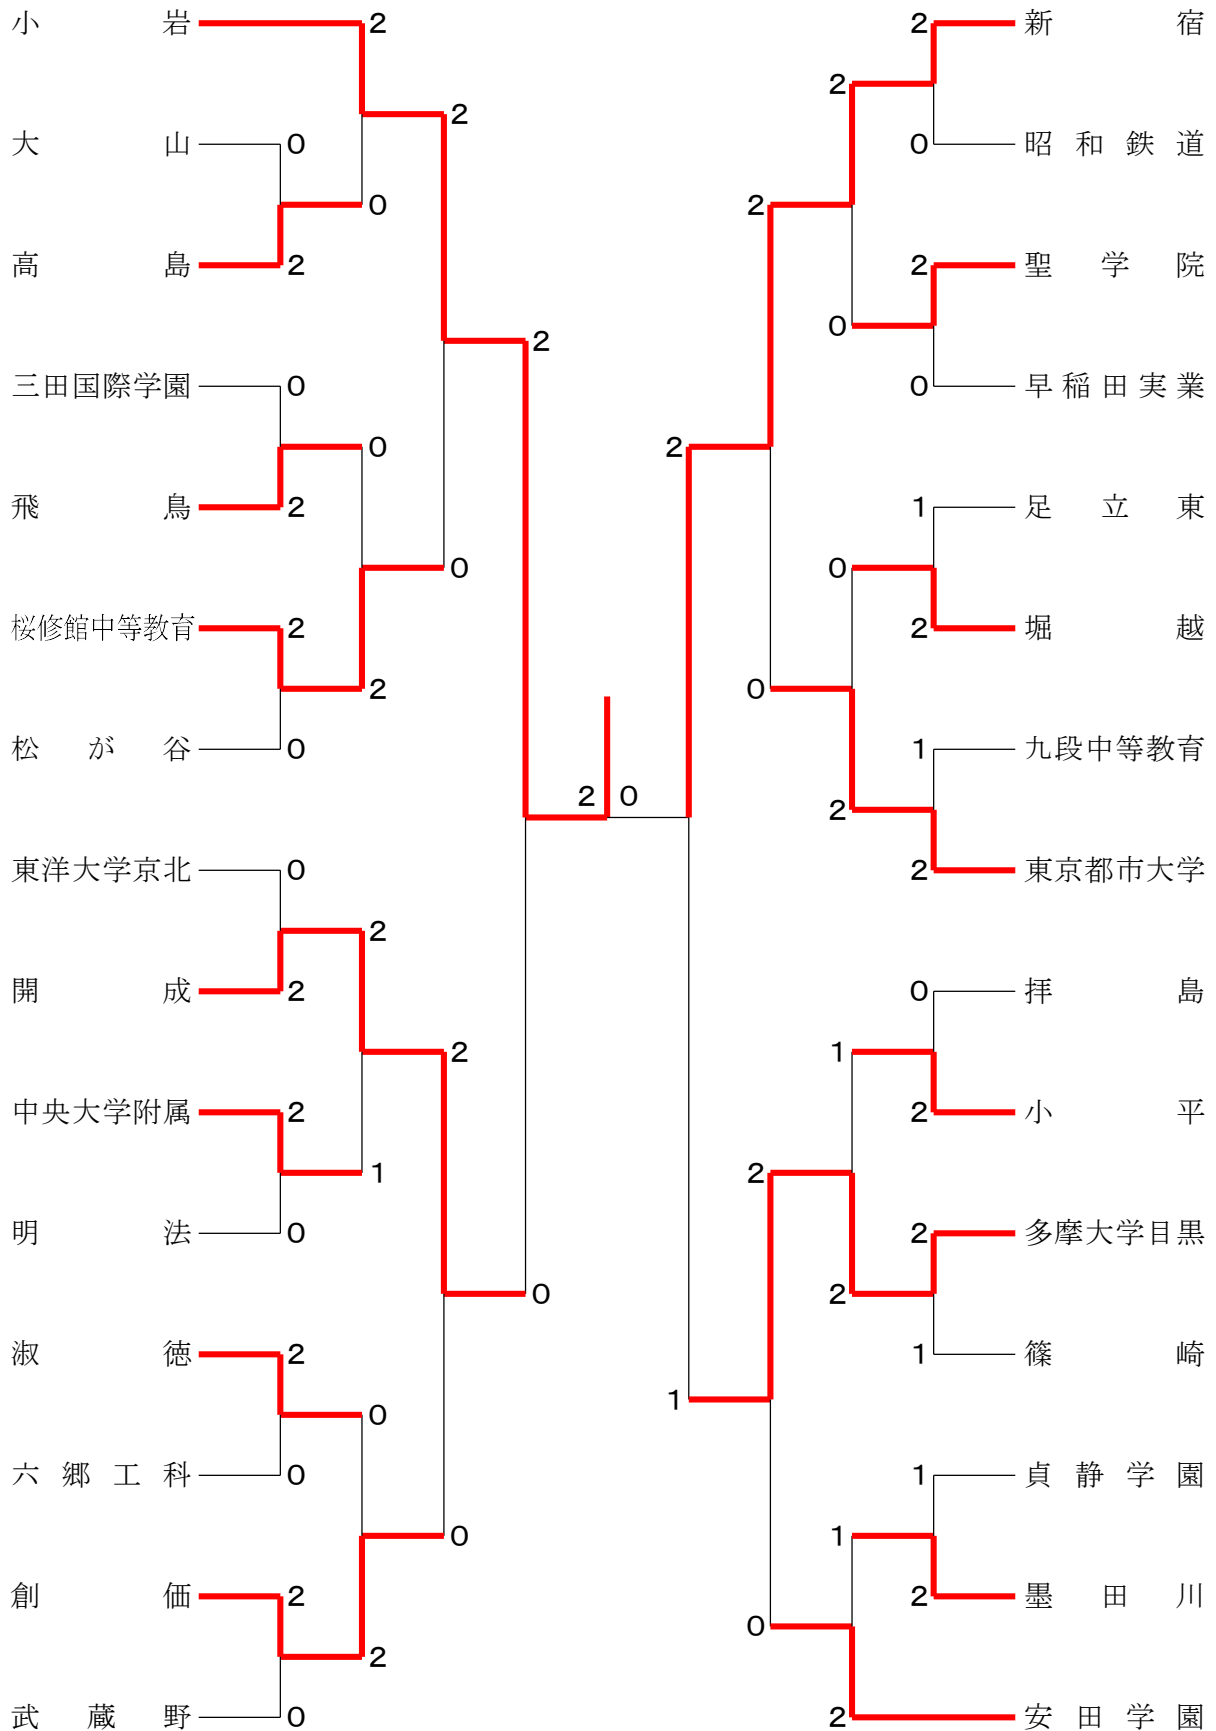 小岩 2 2 新宿
2 2
大山 0 0 昭和鉄道
0 2
高島 2 2 聖学院
0
2
三田国際学園 0 0 早稲田実業
0 2
飛鳥 2 1 足立東
0 0
桜修館中等教育 2 2 堀越
2 0
松が谷 0 1 九段中等教育
2 0 2
東洋大学京北 0 2 東京都市大学
2
開成 2 0 拝島
2 1
中央大学附属 2 2 小平
1 2
明法 0 2 多摩大学目黒
0 2
淑徳 2 1 篠崎
1
0
六郷工科 0 1 貞静学園
0 1
創価 2 2 墨田川
0
2
武蔵野 0 2 安田学園